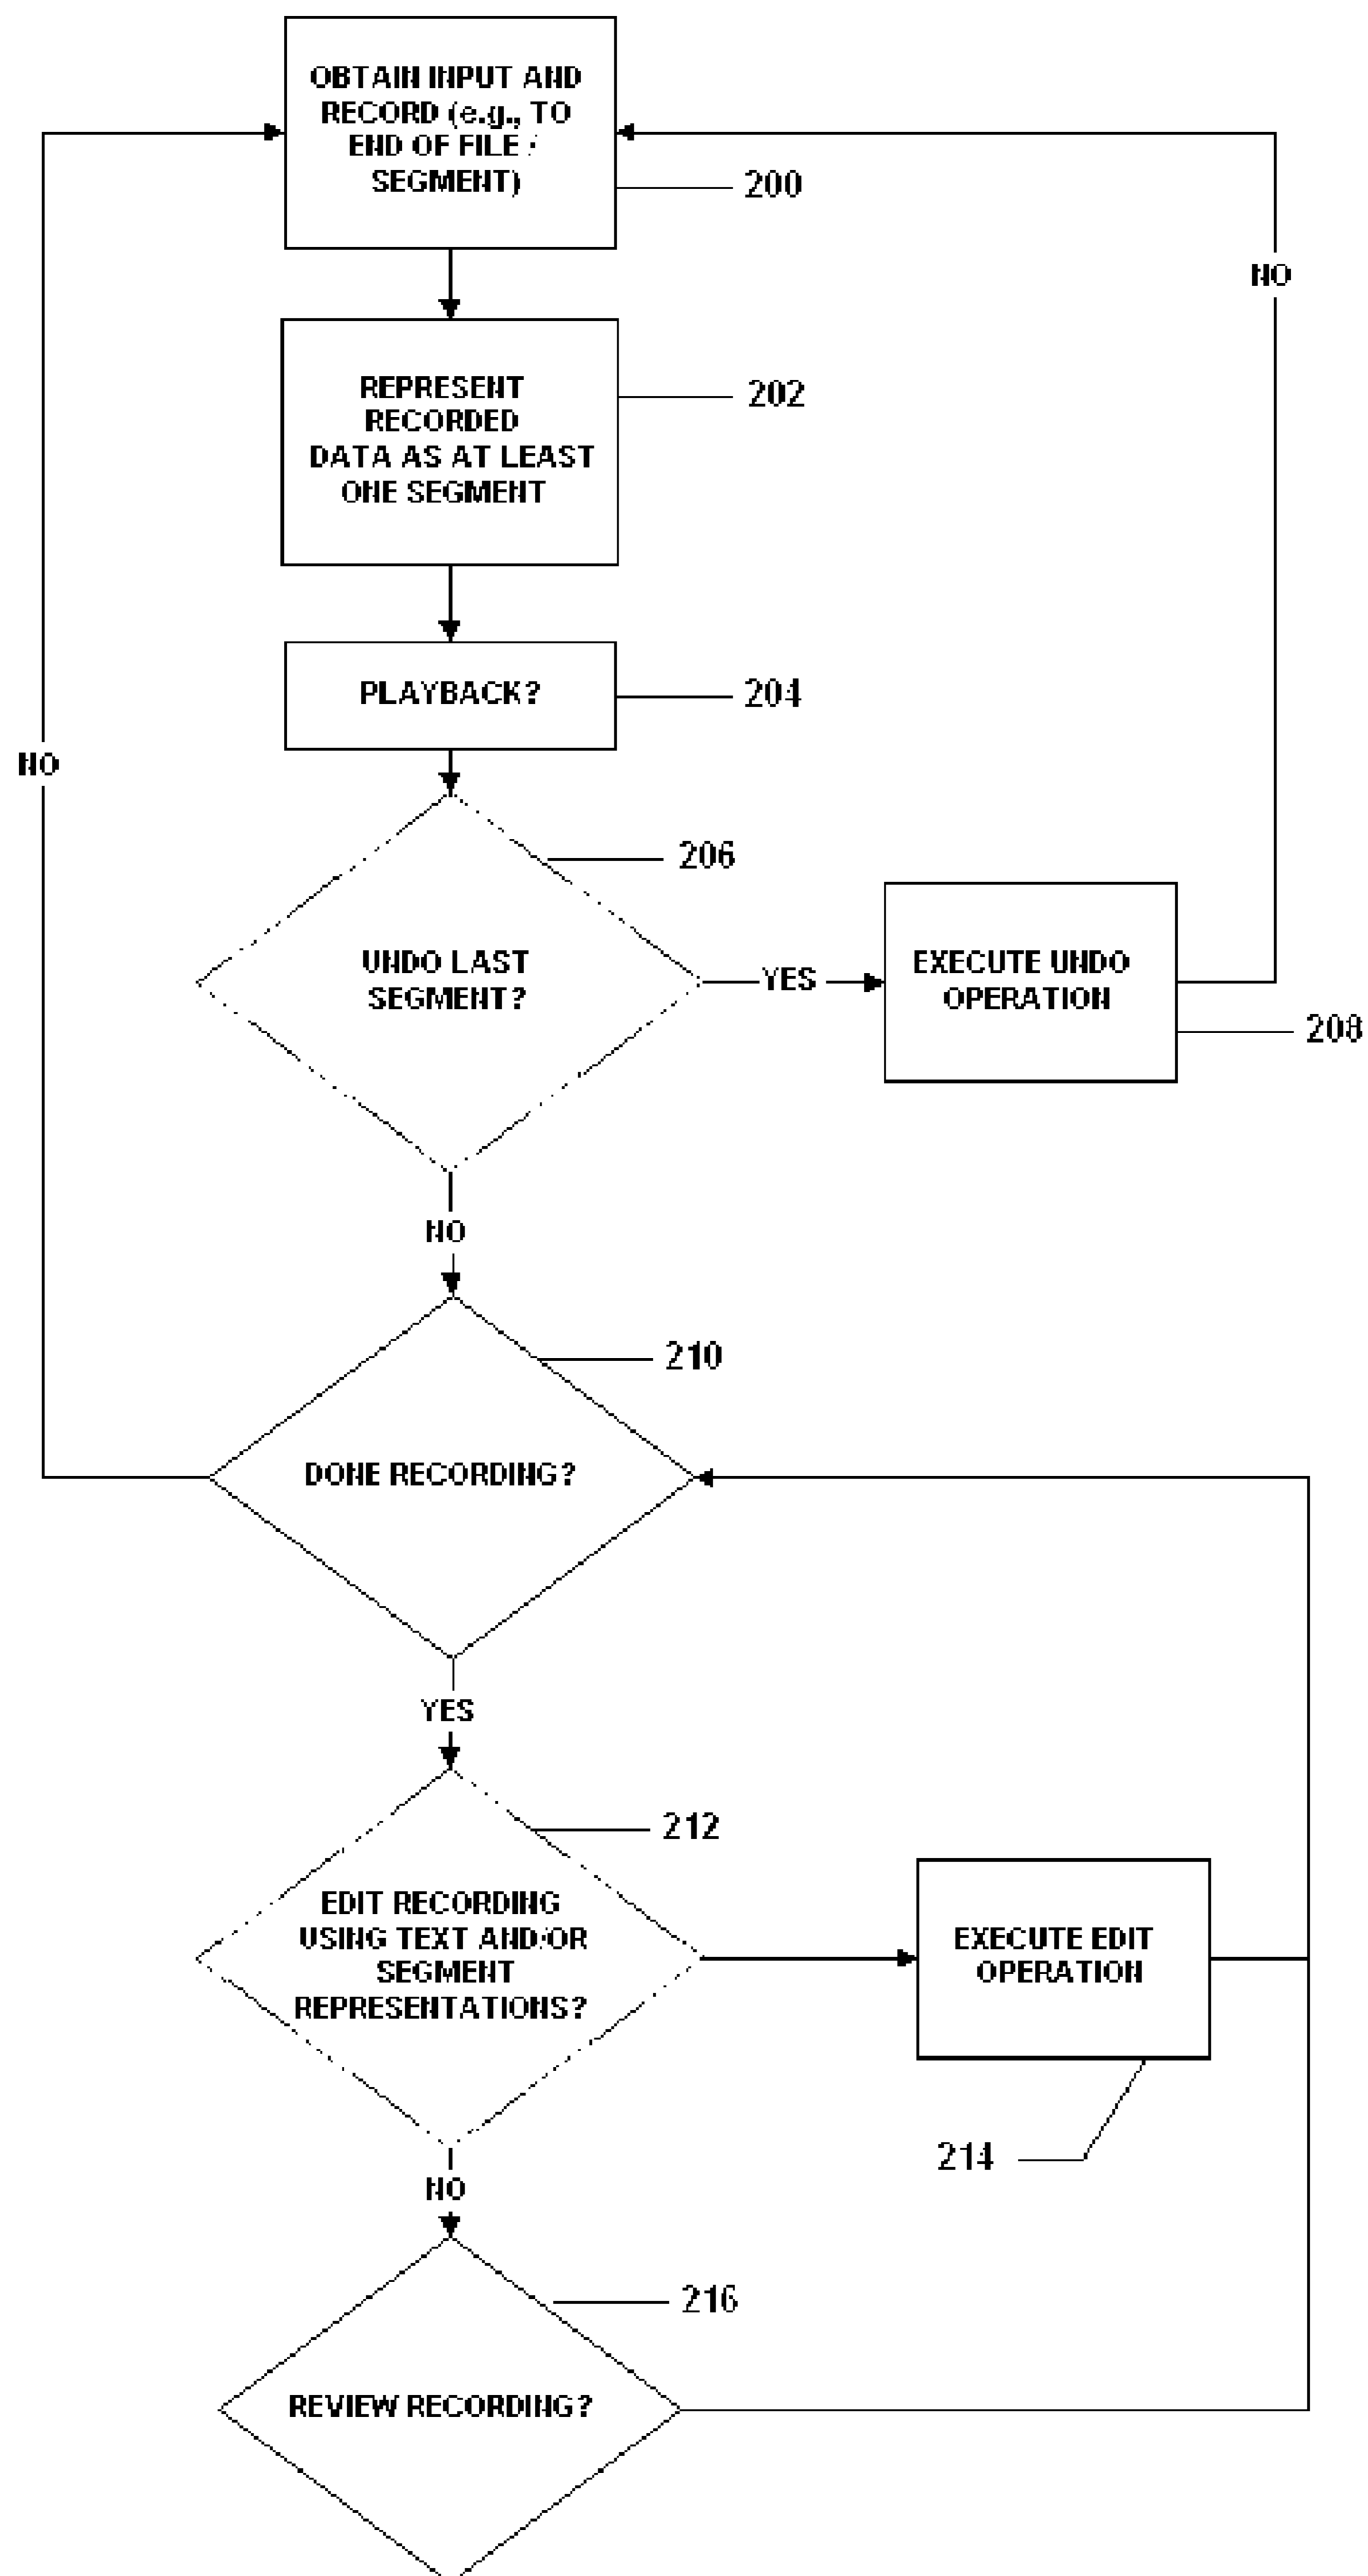 OBTAIN INPUT AND
RECORD (e.g., TO
END OF FILE /
SEGMENT)
200
NO
REPRESENT
RECORDED
DATA AS AT LEAST
ONE SEGMENT
202
PLAYBACK?
204
NO
206
UNDO LAST
SEGMENT?
YES
EXECUTE UNDO
OPERATION
208
NO
210
DONE RECORDING?
YES
212
EDIT RECORDING
USING TEXT AND/OR
SEGMENT
REPRESENTATIONS?
EXECUTE EDIT
OPERATION
214
NO
216
REVIEW RECORDING?